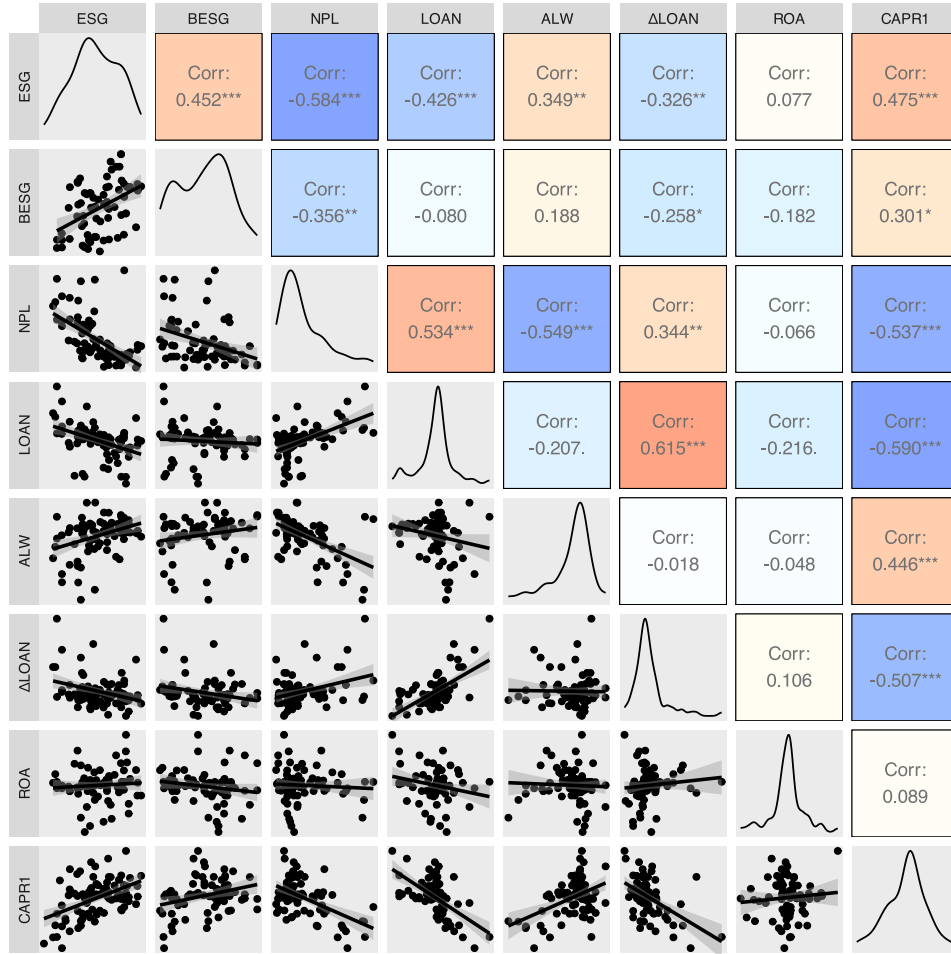 ESG BESG NPL LOAN ALW ΔLOAN ROA CAPR1
ESG
Corr: Corr: Corr: Corr: Corr: Corr: Corr:
0.452*** -0.584*** -0.426*** 0.349** -0.326** 0.077 0.475***
BESG
Corr: Corr: Corr: Corr: Corr: Corr:
-0.356** -0.080 0.188 -0.258* -0.182 0.301*
NPL
Corr: Corr: Corr: Corr: Corr:
0.534*** -0.549*** 0.344** -0.066 -0.537***
LOAN
Corr: Corr: Corr: Corr:
-0.207. 0.615*** -0.216. -0.590***
ALW
Corr: Corr: Corr:
-0.018 -0.048 0.446***
ΔLOAN
Corr: Corr:
0.106 -0.507***
ROA
Corr:
0.089
CAPR1